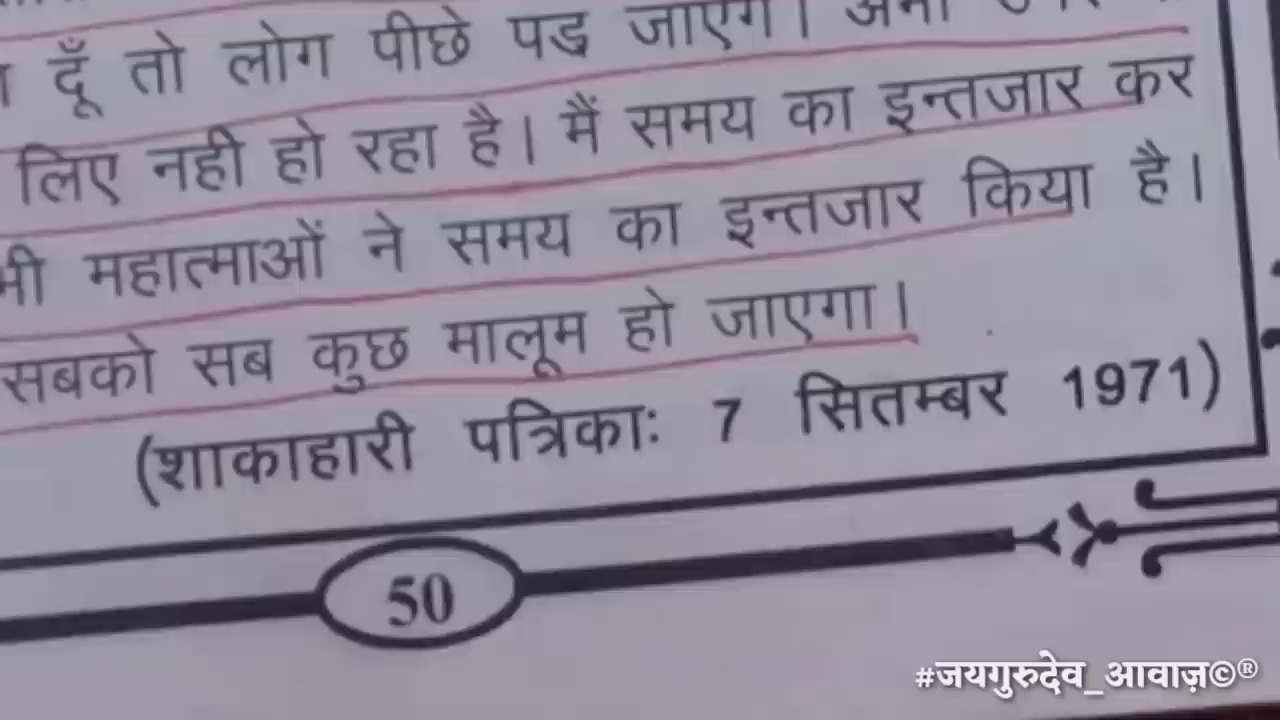 दूँ तो लोग पीछे पड़ जाएंगे।
लिए नही हो रहा है। मैं समय का इन्तजार कर
महात्माओं ने समय का इन्तजार किया है।
सबको सब कुछ मालूम हो जाएगा।
(शाकाहारी पत्रिकाः 7 सितम्बर 1971)
50
#जयगुरुदेव_आवाज़©®